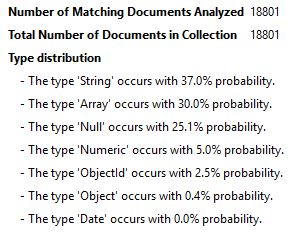 Number of Matching Documents Analyzed 18801
Total Number of Documents in Collection 18801
Type distribution
- The type 'String' occurs with 37.0% probability.
- The type 'Array' occurs with 30.0% probability.
- The type 'Null' occurs with 25.1% probability.
- The type 'Numeric' occurs with 5.0% probability.
- The type 'ObjectId' occurs with 2.5% probability.
- The type 'Object' occurs with 0.4% probability.
- The type 'Date' occurs with 0.0% probability.